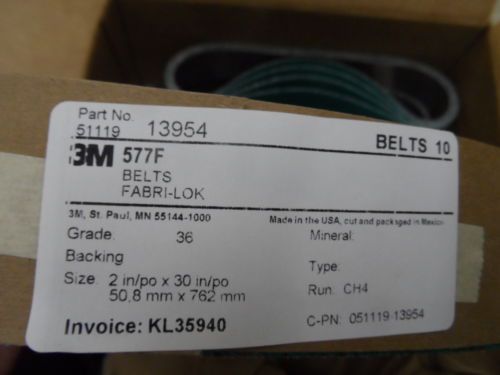 Part No.
51119 13954
BELTS 10
3M 577F
BELTS
FABRI-LOK
3M, St. Paul, MN 55144-1000
Made in the USA, cut and packaged in Mexico
Grade: 36
Mineral:
Backing
Type:
Size: 2 in/po x 30 in/po
50,8 mm x 762 mm
Run: CH4
Invoice: KL35940
C-PN: 051119 13954